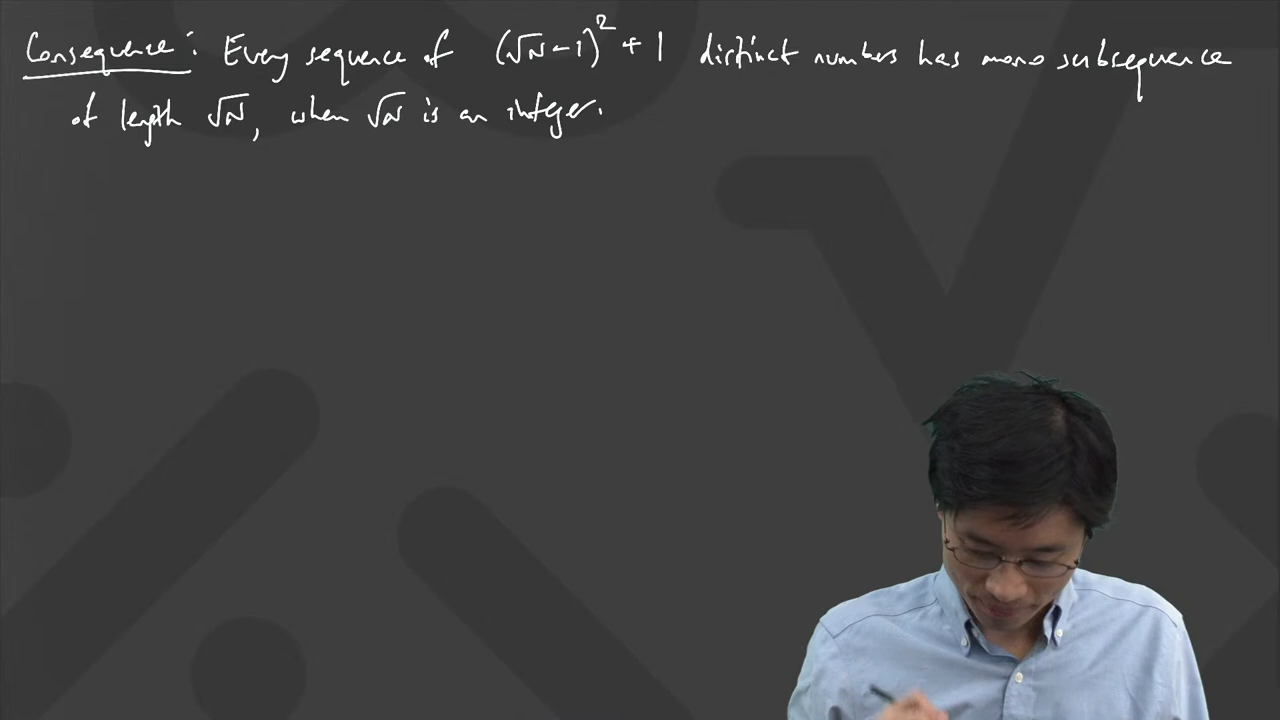 Consequence: Every sequence of (√N-1)² + 1 distinct numbers has mono subsequence
of length √N, when √N is an integer.